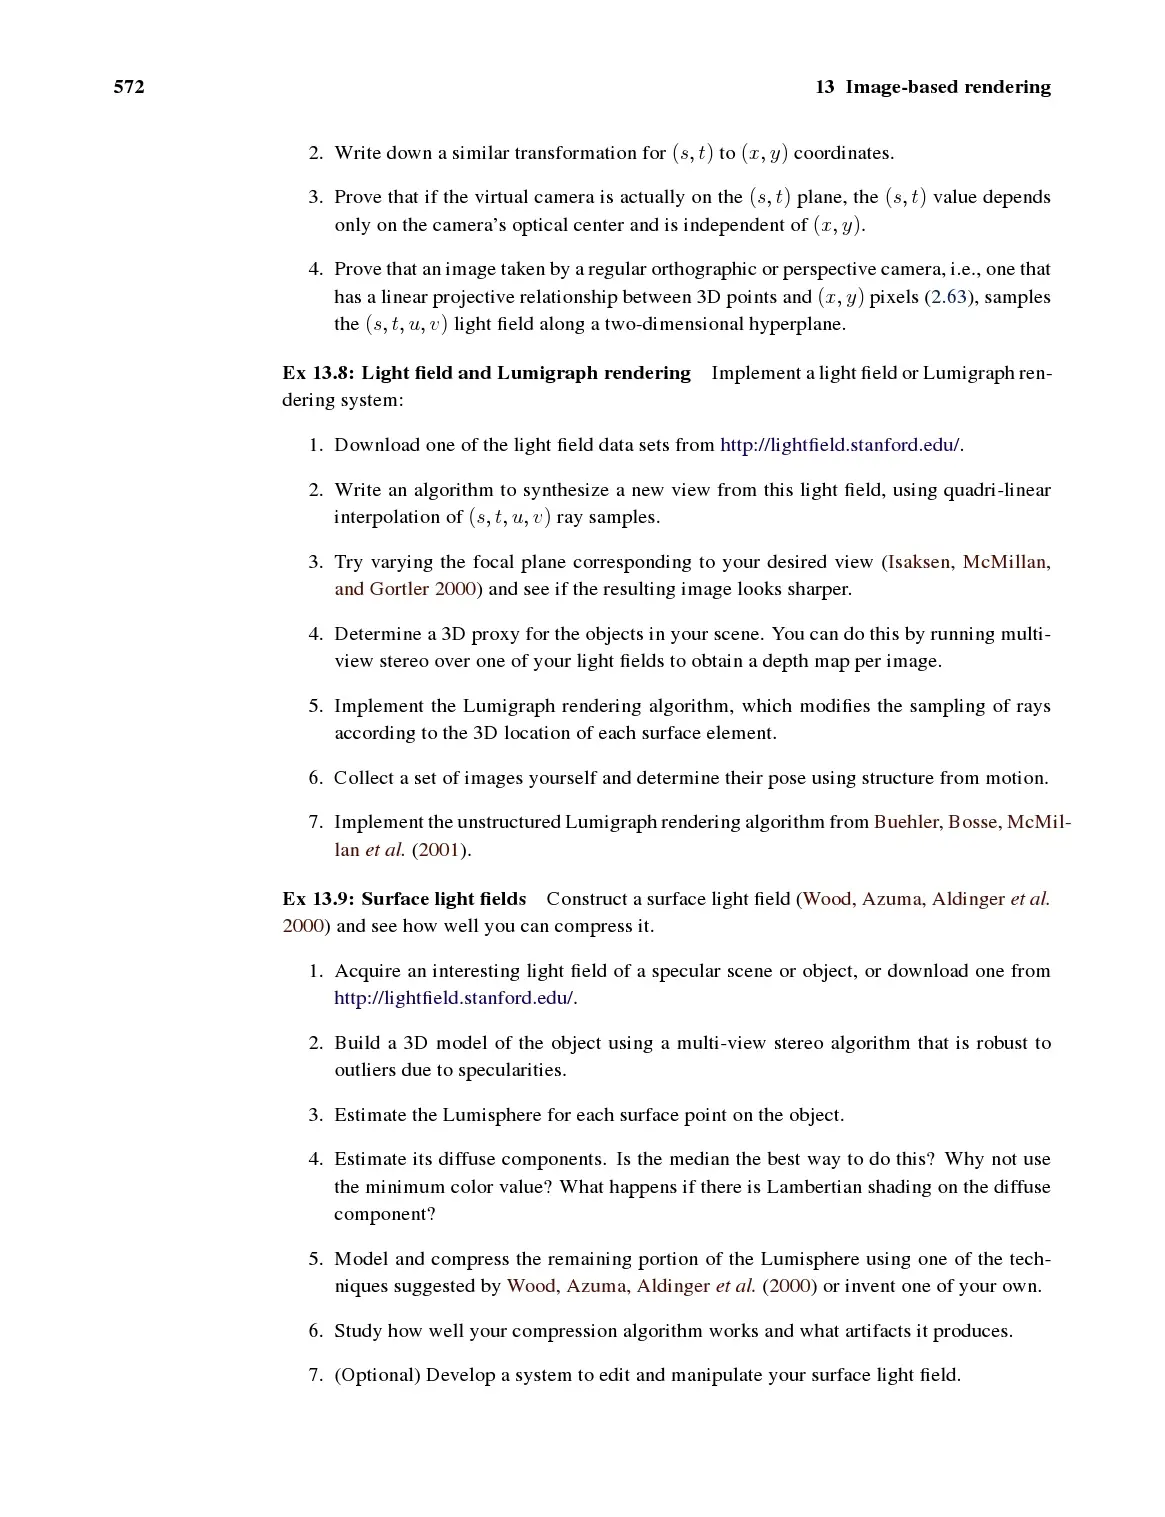 572
13 Image-based rendering
2. Write down a similar transformation for (s, t) to (x, y) coordinates.
3. Prove that if the virtual camera is actually on the (s, t) plane, the (s, t) value depends
only on the camera’s optical center and is independent of (x, y).
4. Prove that an image taken by a regular orthographic or perspective camera, i.e., one that
has a linear projective relationship between 3D points and (x, y) pixels (2.63), samples
the (s, t, u, v) light field along a two-dimensional hyperplane.
Ex 13.8: Light field and Lumigraph rendering Implement a light field or Lumigraph ren-
dering system:
1. Download one of the light field data sets from http://lightfield.stanford.edu/.
2. Write an algorithm to synthesize a new view from this light field, using quadri-linear
interpolation of (s, t, u, v) ray samples.
3. Try varying the focal plane corresponding to your desired view (Isaksen, McMillan,
and Gortler 2000) and see if the resulting image looks sharper.
4. Determine a 3D proxy for the objects in your scene. You can do this by running multi-
view stereo over one of your light fields to obtain a depth map per image.
5. Implement the Lumigraph rendering algorithm, which modifies the sampling of rays
according to the 3D location of each surface element.
6. Collect a set of images yourself and determine their pose using structure from motion.
7. Implement the unstructured Lumigraph rendering algorithm from Buehler, Bosse, McMil-
lan et al. (2001).
Ex 13.9: Surface light fields Construct a surface light field (Wood, Azuma, Aldinger et al.
2000) and see how well you can compress it.
1. Acquire an interesting light field of a specular scene or object, or download one from
http://lightfield.stanford.edu/.
2. Build a 3D model of the object using a multi-view stereo algorithm that is robust to
outliers due to specularities.
3. Estimate the Lumisphere for each surface point on the object.
4. Estimate its diffuse components. Is the median the best way to do this? Why not use
the minimum color value? What happens if there is Lambertian shading on the diffuse
component?
5. Model and compress the remaining portion of the Lumisphere using one of the tech-
niques suggested by Wood, Azuma, Aldinger et al. (2000) or invent one of your own.
6. Study how well your compression algorithm works and what artifacts it produces.
7. (Optional) Develop a system to edit and manipulate your surface light field.